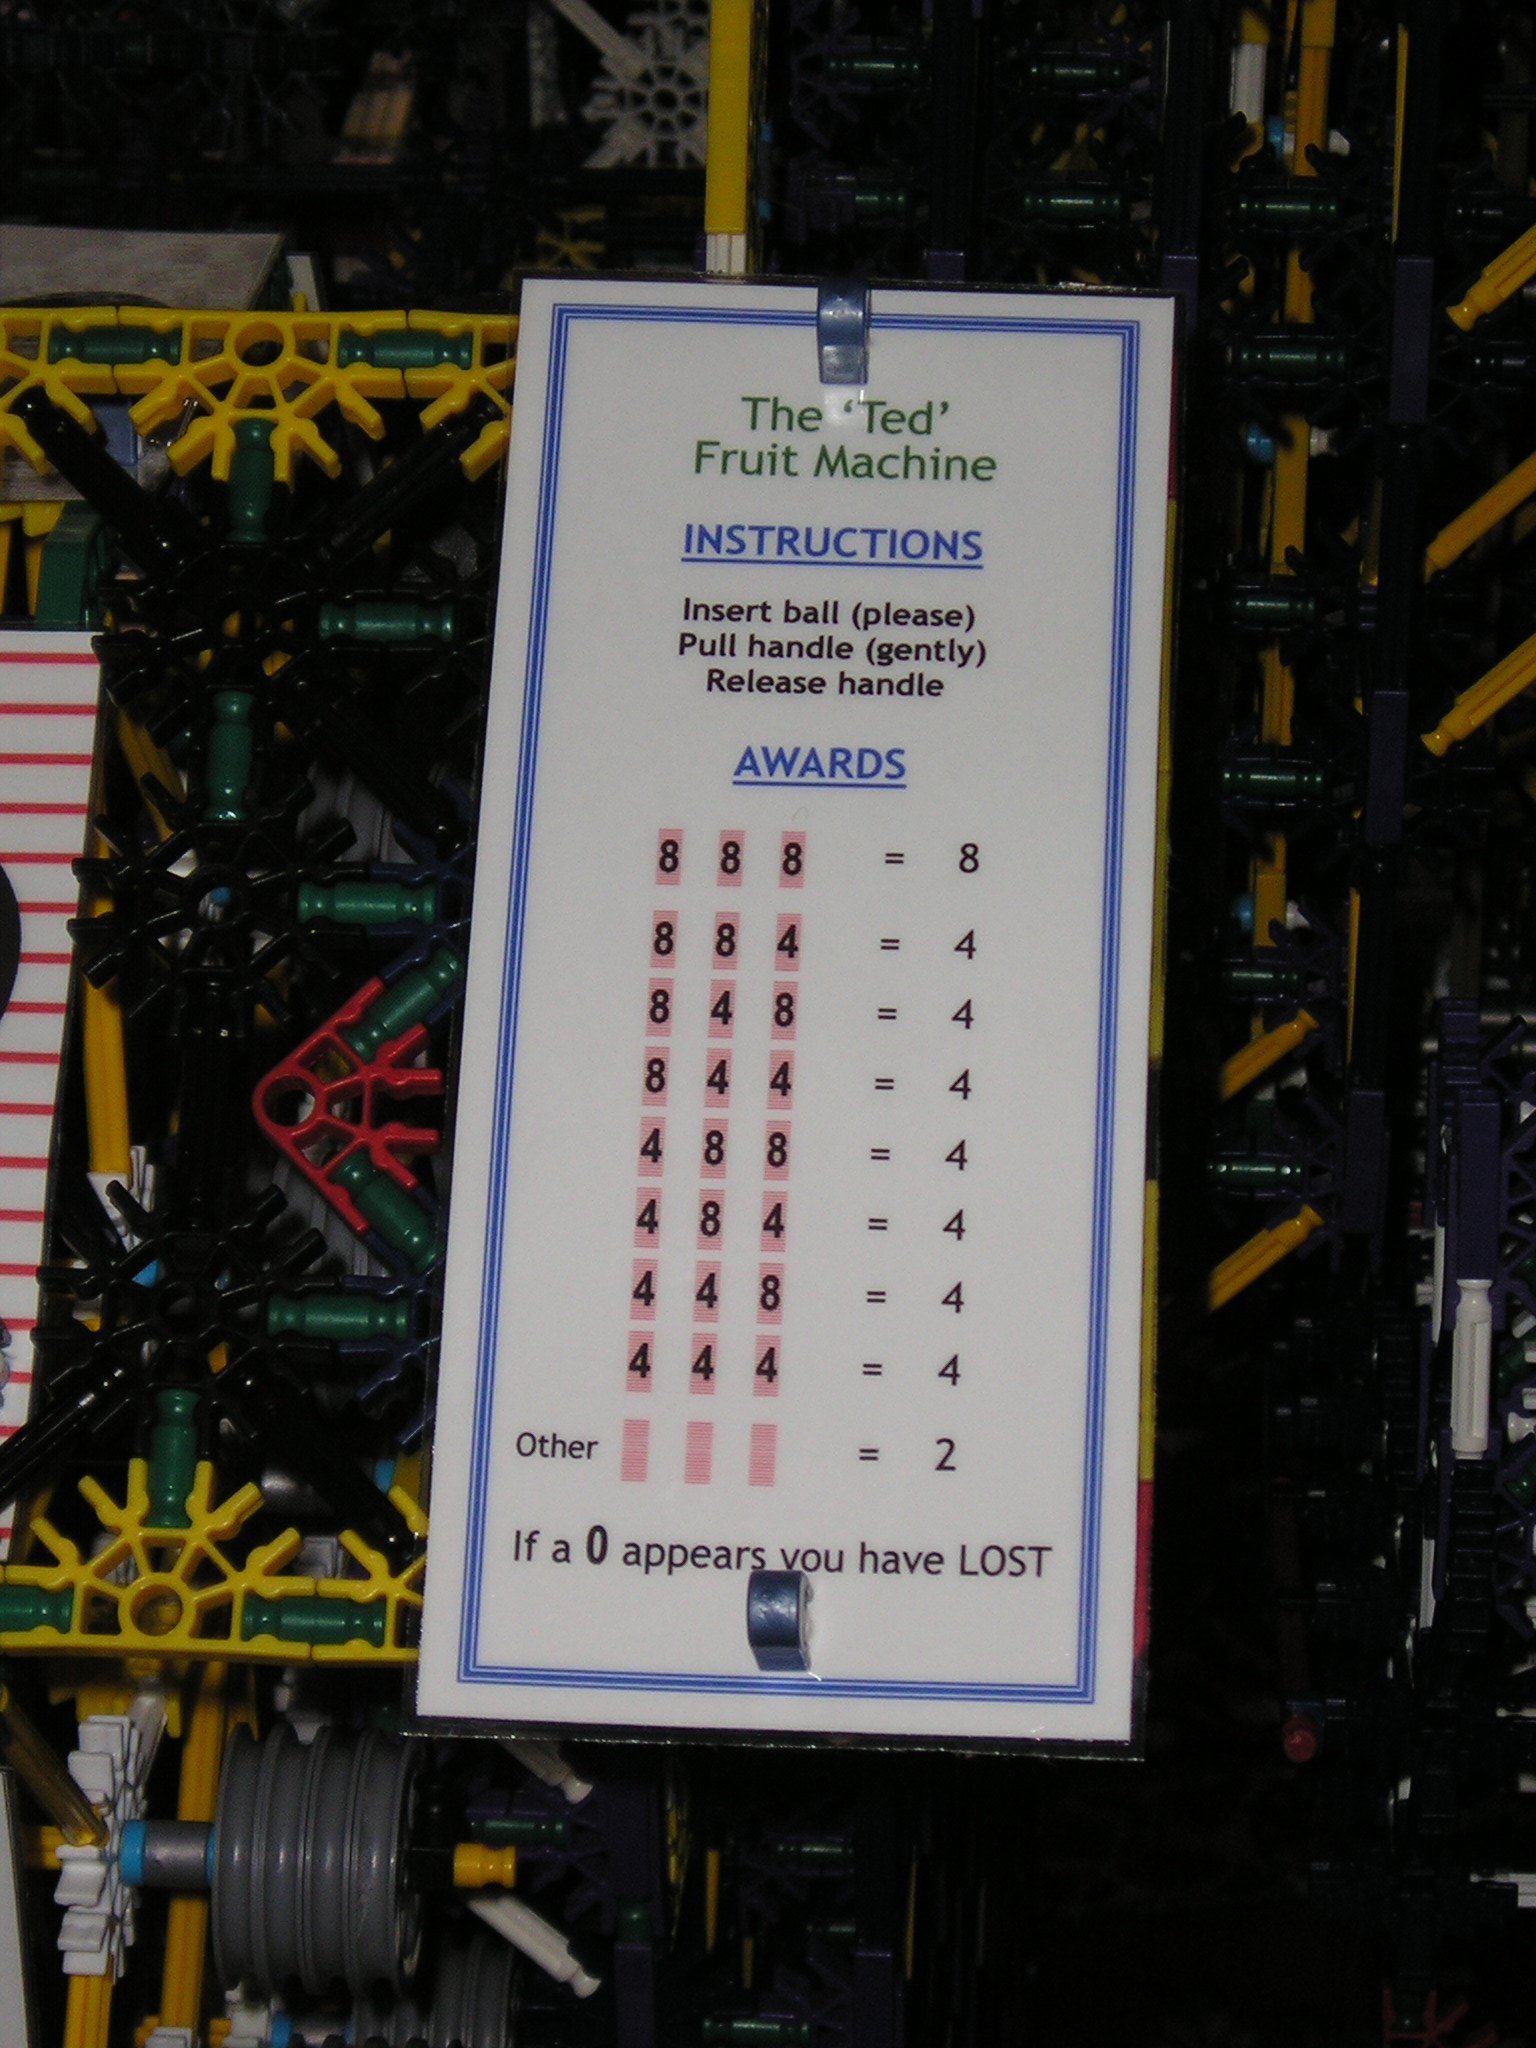 The ‘Ted’
Fruit Machine
INSTRUCTIONS
Insert ball (please)
Pull handle (gently)
Release handle
AWARDS
8 8 8 = 8
8 8 4 = 4
8 4 8 = 4
8 4 4 = 4
4 8 8 = 4
4 8 4 = 4
4 4 8 = 4
4 4 4 = 4
Other = 2
If a 0 appears you have LOST